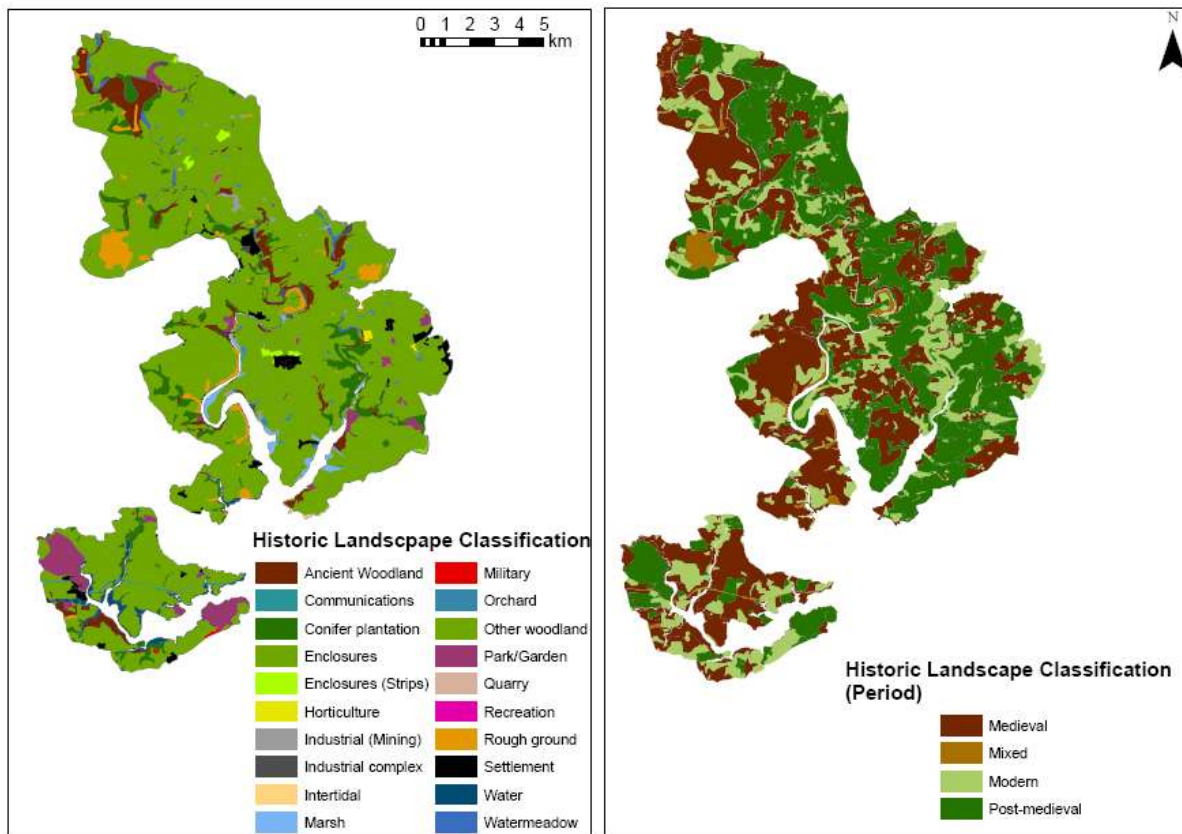 0 1 2 3 4 5
km
Historic Landscpape Classification
Ancient Woodland
Communications
Conifer plantation
Enclosures
Enclosures (Strips)
Horticulture
Industrial (Mining)
Industrial complex
Intertidal
Marsh
Military
Orchard
Other woodland
Park/Garden
Quarry
Recreation
Rough ground
Settlement
Water
Watermeadow
N
Historic Landscape Classification
(Period)
Medieval
Mixed
Modern
Post-medieval